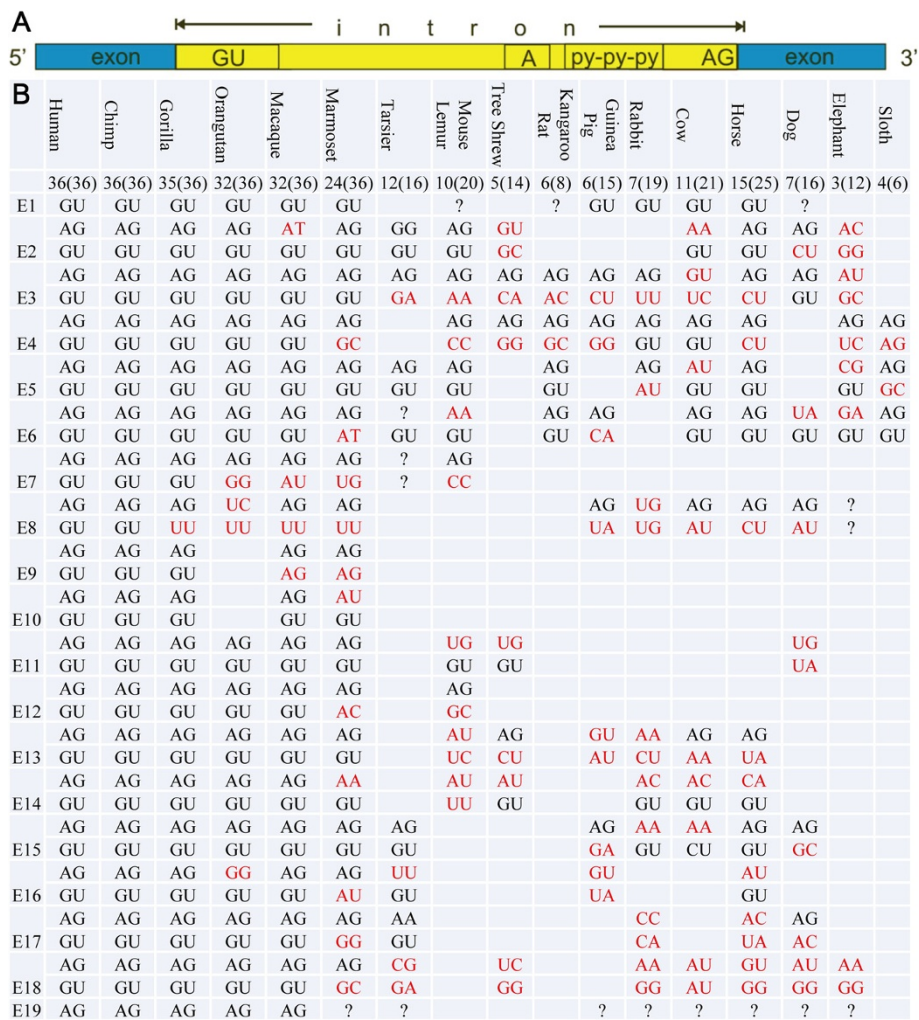 A
i n t r o n
5' exon GU A py-py-py AG exon 3'
B
Human Chimp Gorilla Orangutan Macaque Marmoset Tarsier Mouse Lemur Tree Shrew Kangaroo Rat Guinea Pig Rabbit Cow Horse Dog Elephant Sloth
36(36) 36(36) 35(36) 32(36) 32(36) 24(36) 12(16) 10(20) 5(14) 6(8) 6(15) 7(19) 11(21) 15(25) 7(16) 3(12) 4(6)
E1 GU GU GU GU GU GU ? ? GU GU GU GU ?
AG AG AG AG AT AG GG AG GU AA AG AG AC
E2 GU GU GU GU GU GU GU GU GC GU GU CU GG
AG AG AG AG AG AG AG AG AG AG AG AG GU AG AG AU
E3 GU GU GU GU GU GU GA AA CA AC CU UU UC CU GU GC
AG AG AG AG AG AG AG AG AG AG AG AG AG AG AG
E4 GU GU GU GU GU GC CC GG GC GG GU GU CU UC AG
AG AG AG AG AG AG AG AG AG AG AU AG CG AG
E5 GU GU GU GU GU GU GU GU GU AU GU GU GU GC
AG AG AG AG AG AG ? AA AG AG AG AG UA GA AG
E6 GU GU GU GU GU AT GU GU GU CA GU GU GU GU GU
AG AG AG AG AG AG ? AG
E7 GU GU GU GG AU UG ? CC
AG AG AG UC AG AG AG UG AG AG AG ?
E8 GU GU UU UU UU UU UA UG AU CU AU ?
AG AG AG AG AG
E9 GU GU GU AG AG
AG AG AG AG AU
E10 GU GU GU GU GU
AG AG AG AG AG AG UG UG UG
E11 GU GU GU GU GU GU GU GU UA
AG AG AG AG AG AG AG
E12 GU GU GU GU GU AC GC
AG AG AG AG AG AG AU AG GU AA AG AG
E13 GU GU GU GU GU GU UC CU AU CU AA UA
AG AG AG AG AG AA AU AU AC AC CA
E14 GU GU GU GU GU GU UU GU GU GU GU
AG AG AG AG AG AG AG AG AA AA AG AG
E15 GU GU GU GU GU GU GU GA GU CU GU GC
AG AG AG GG AG AG UU GU AU
E16 GU GU GU GU GU AU GU UA GU
AG AG AG AG AG AG AA CC AC AG
E17 GU GU GU GU GU GG GU CA UA AC
AG AG AG AG AG AG CG UC AA AU GU AU AA
E18 GU GU GU GU GU GC GA GG GG AU GG GG GG
E19 AG AG AG AG AG ? ? ? ? ? ? ? ?